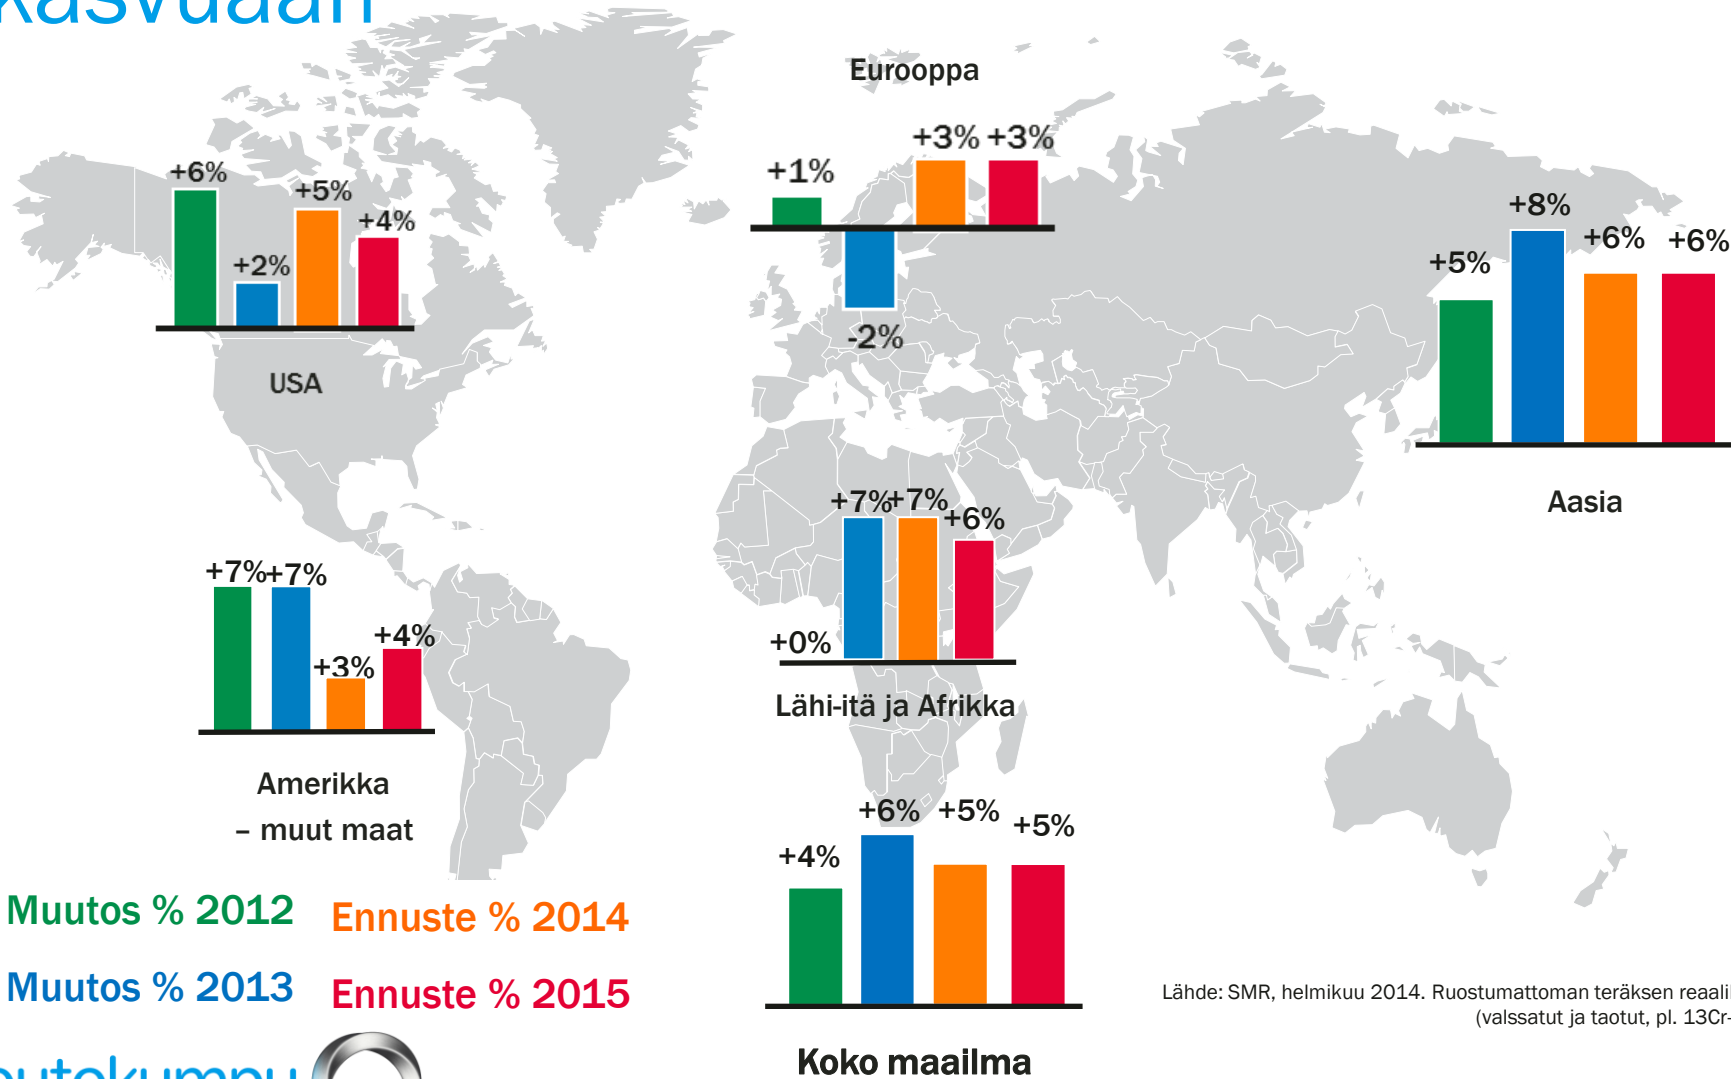 kasvuaan
Eurooppa
+1%
+3% +3%
-2%
+6%
+2%
+5%
+4%
USA
+5%
+8%
+6%
+6%
Aasia
+7%+7%
+3%
+4%
Amerikka
– muut maat
+0%
+7%+7%
+6%
Lähi-itä ja Afrikka
+4%
+6%
+5%
+5%
Koko maailma
Muutos % 2012
Ennuste % 2014
Muutos % 2013
Ennuste % 2015
Lähde: SMR, helmikuu 2014. Ruostumattoman teräksen reaali
(valssatut ja taotut, pl. 13Cr-
outokumpu